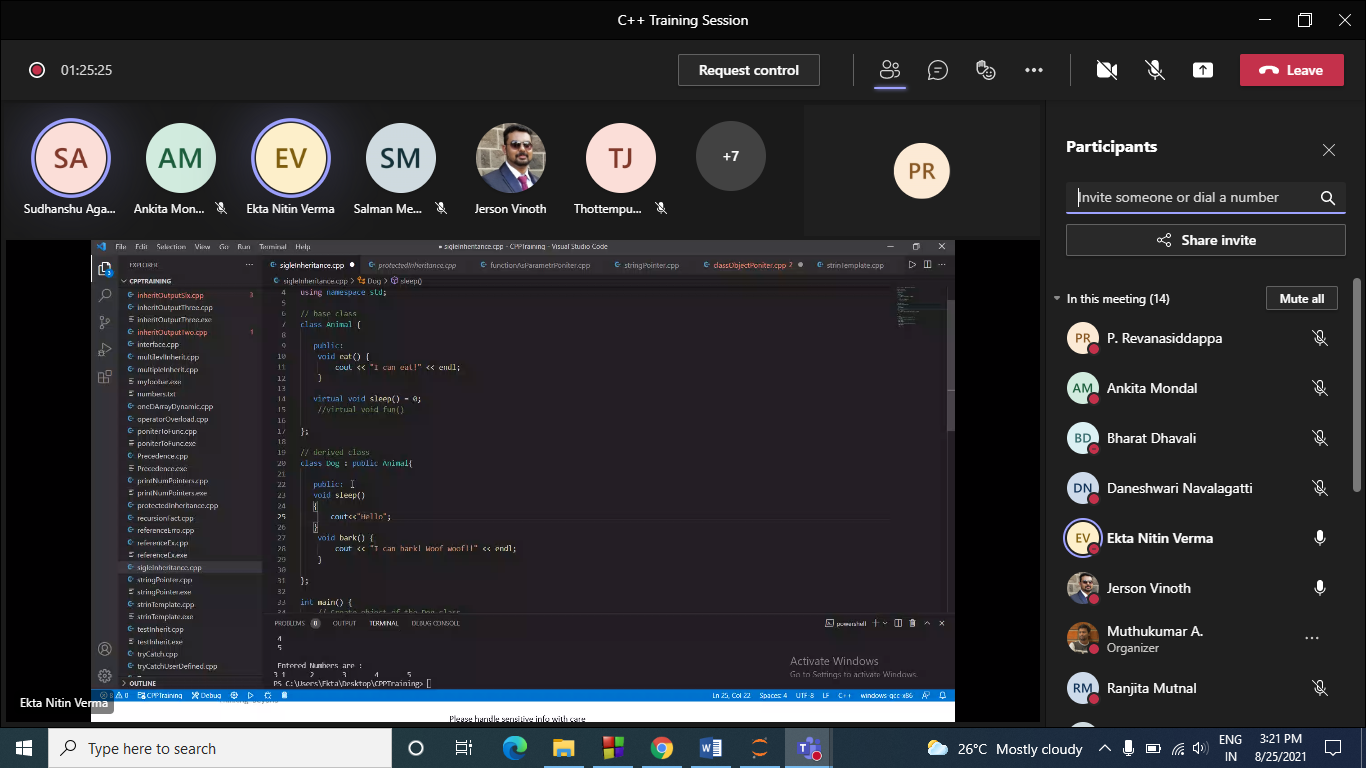 C++ Training Session
01:25:25
Request control
Leave
SA
AM
EV
SM
TJ
+7
PR
Sudhanshu Aga...
Ankita Mon...
Ekta Nitin Verma
Salman Me...
Jerson Vinoth
Thottempu...
Participants
Invite someone or dial a number
Share invite
In this meeting (14)
Mute all
PR P. Revanasiddappa
AM Ankita Mondal
BD Bharat Dhavali
DN Daneshwari Navalagatti
EV Ekta Nitin Verma
Jerson Vinoth
Muthukumar A.
Organizer
RM Ranjita Mutnal
File Edit Selection View Go Run Terminal Help
● sigleInheritance.cpp - CPPTraining - Visual Studio Code
EXPLORER
sigleInheritance.cpp
protectedInheritance.cpp
functionAsParametrPoniter.cpp
stringPointer.cpp
classObjectPoniter.cpp 7
strinTemplate.cpp
CPPTRAINING
sigleInheritance.cpp > Dog > sleep()
inheritOutputSix.cpp 3
inheritOutputThree.cpp
inheritOutputThree.exe
inheritOutputTwo.cpp 1
interface.cpp
multilevlInherit.cpp
multipleInherit.cpp
myfoobar.exe
numbers.txt
oneDArrayDynamic.cpp
operatorOverload.cpp
poniterToFunc.cpp
poniterToFunc.exe
Precedence.cpp
Precedence.exe
printNumPointers.cpp
printNumPointers.exe
protectedInheritance.cpp
recursionFact.cpp
referenceErro.cpp
referenceEx.cpp
referenceEx.exe
sigleInheritance.cpp
stringPointer.cpp
stringPointer.exe
strinTemplate.cpp
strinTemplate.exe
testInherit.cpp
testInherit.exe
tryCatch.cpp
tryCatchUserDefined.cpp
OUTLINE
4 using namespace std;
5
6 // base class
7 class Animal {
8
9 public:
10 void eat() {
11 cout << "I can eat!" << endl;
12 }
13
14 virtual void sleep() = 0;
15 //virtual void fun()
16
17 };
18
19 // derived class
20 class Dog : public Animal{
21
22 public:
23 void sleep()
24 {
25 cout<<"Hello";
26 }
27 void bark() {
28 cout << "I can bark! Woof woof!!" << endl;
29 }
30
31 };
32
33 int main() {
34 // Create object of the Dog class
PROBLEMS 8 OUTPUT TERMINAL DEBUG CONSOLE
powershell
4
5
Entered Numbers are :
3 1 2 3 4 5
PS C:\Users\Ekta\Desktop\CPPTraining>
Activate Windows
Go to Settings to activate Windows.
8 0 CPPTraining Debug
Ln 25, Col 22 Spaces: 4 UTF-8 LF C++ windows-gcc-x86
Ekta Nitin Verma
Please handle sensitive info with care
Type here to search
26°C Mostly cloudy
ENG
IN
3:21 PM
8/25/2021